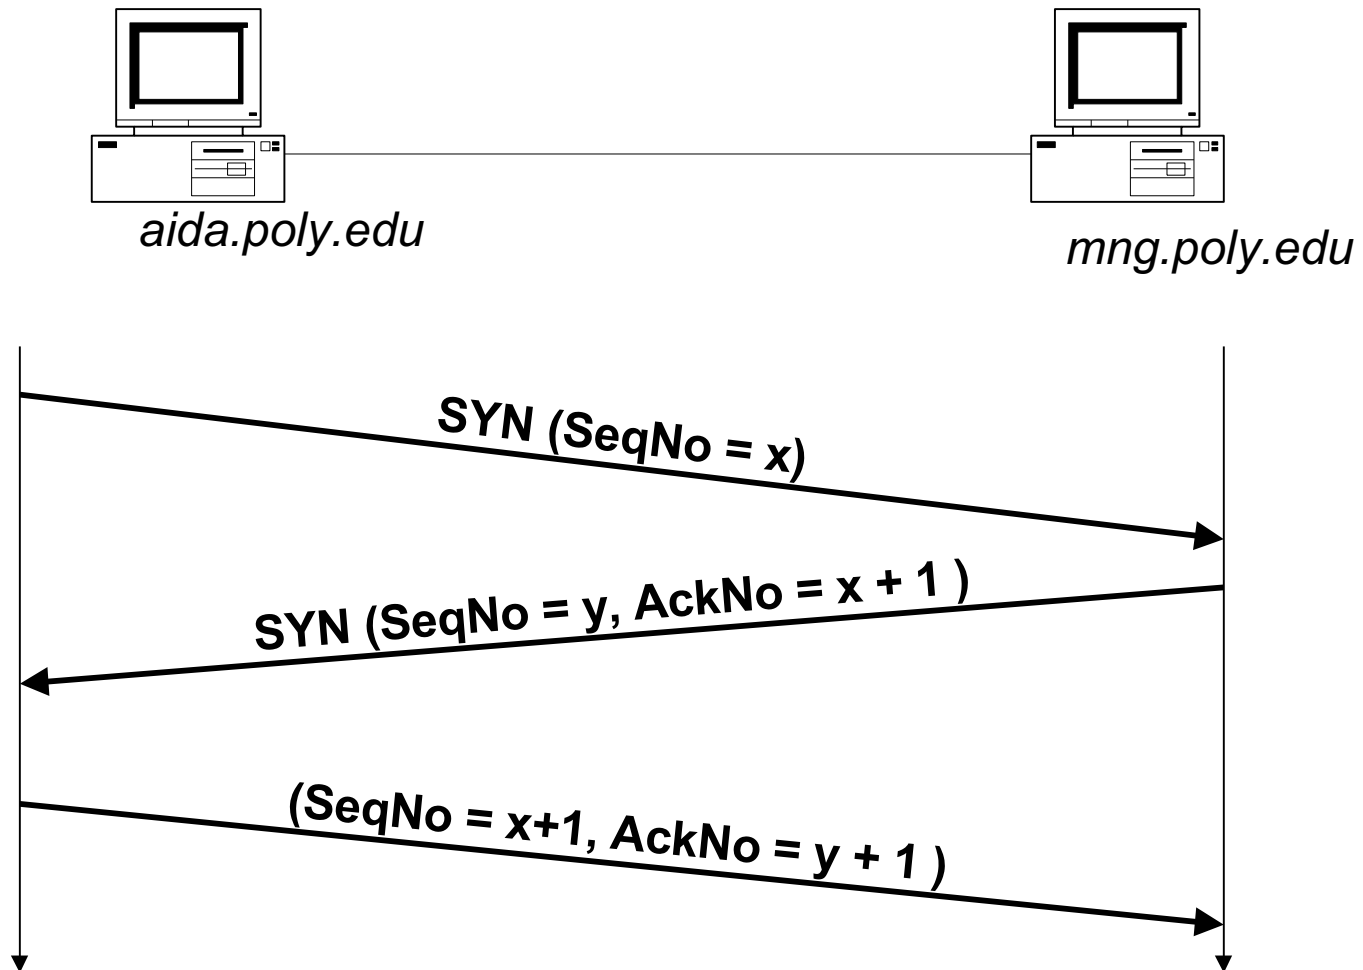 aida.poly.edu
mng.poly.edu
SYN (SeqNo = x)
SYN (SeqNo = y, AckNo = x + 1 )
(SeqNo = x+1, AckNo = y + 1 )